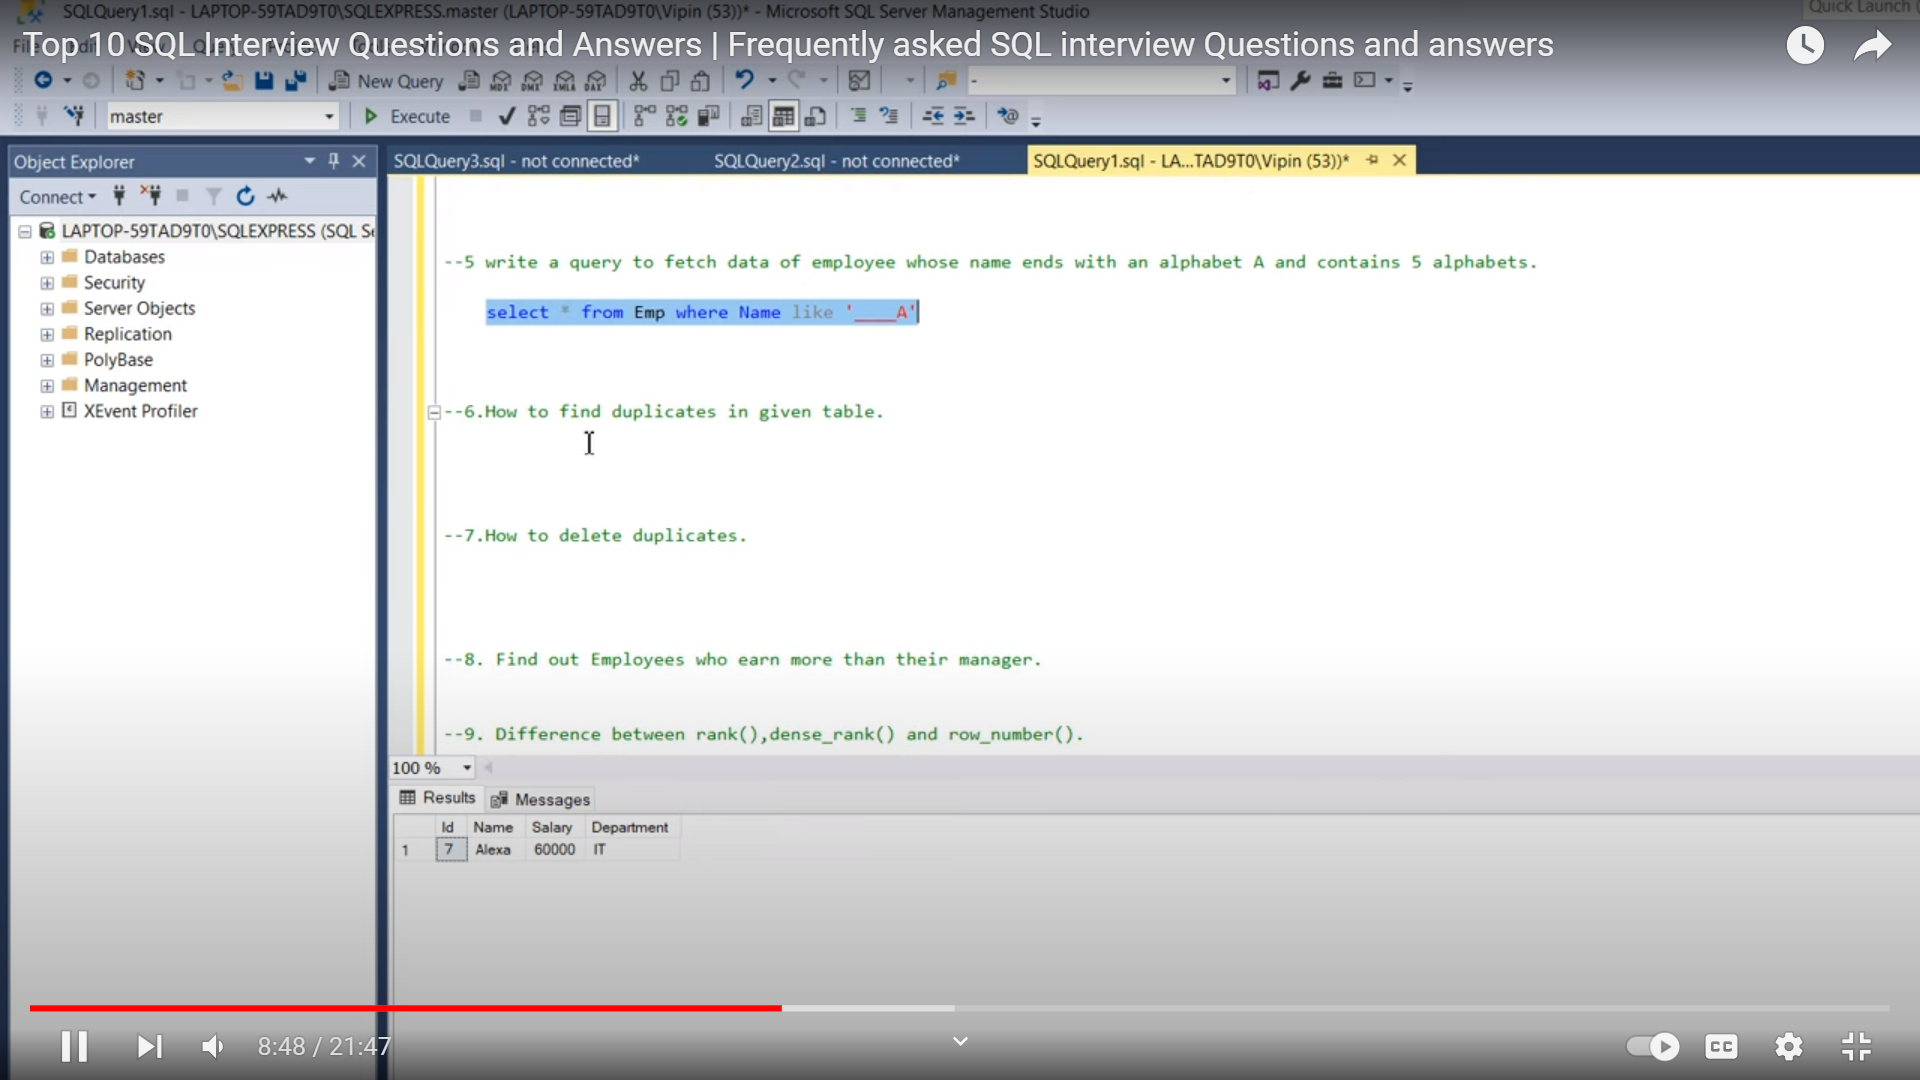 SQLQuery1.sql - LAPTOP-59TAD9T0\SQLEXPRESS.master (LAPTOP-59TAD9T0\Vipin (53))* - Microsoft SQL Server Management Studio
Quick Launch
Top 10 SQL Interview Questions and Answers | Frequently asked SQL interview Questions and answers
New Query
MDX DMX XMLA DAX
master
Execute
Object Explorer
SQLQuery3.sql - not connected*
SQLQuery2.sql - not connected*
SQLQuery1.sql - LA...TAD9T0\Vipin (53))*
Connect
LAPTOP-59TAD9T0\SQLEXPRESS (SQL Se
Databases
Security
Server Objects
Replication
PolyBase
Management
XEvent Profiler
--5 write a query to fetch data of employee whose name ends with an alphabet A and contains 5 alphabets.
select * from Emp where Name like '____A'
--6.How to find duplicates in given table.
--7.How to delete duplicates.
--8. Find out Employees who earn more than their manager.
--9. Difference between rank(),dense_rank() and row_number().
100 %
Results
Messages
Id Name Salary Department
1 7 Alexa 60000 IT
8:48 / 21:47
CC